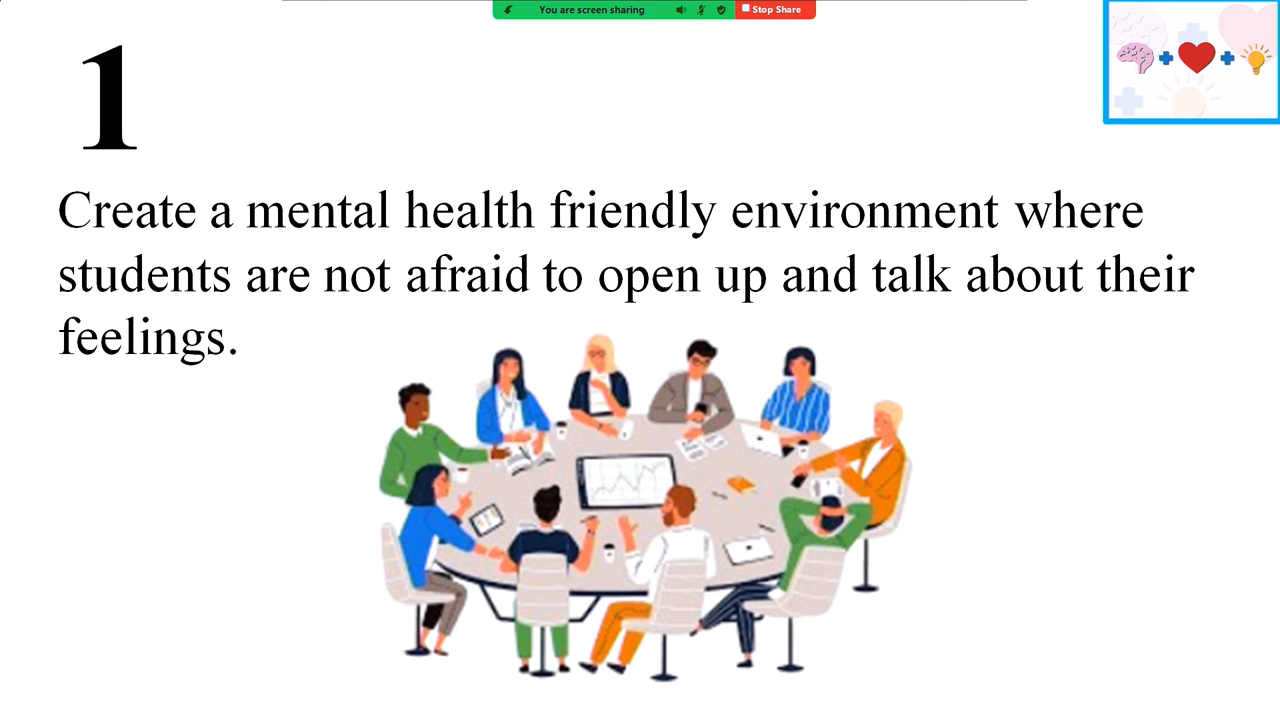 You are screen sharing
Stop Share
1
Create a mental health friendly environment where
students are not afraid to open up and talk about their
feelings.